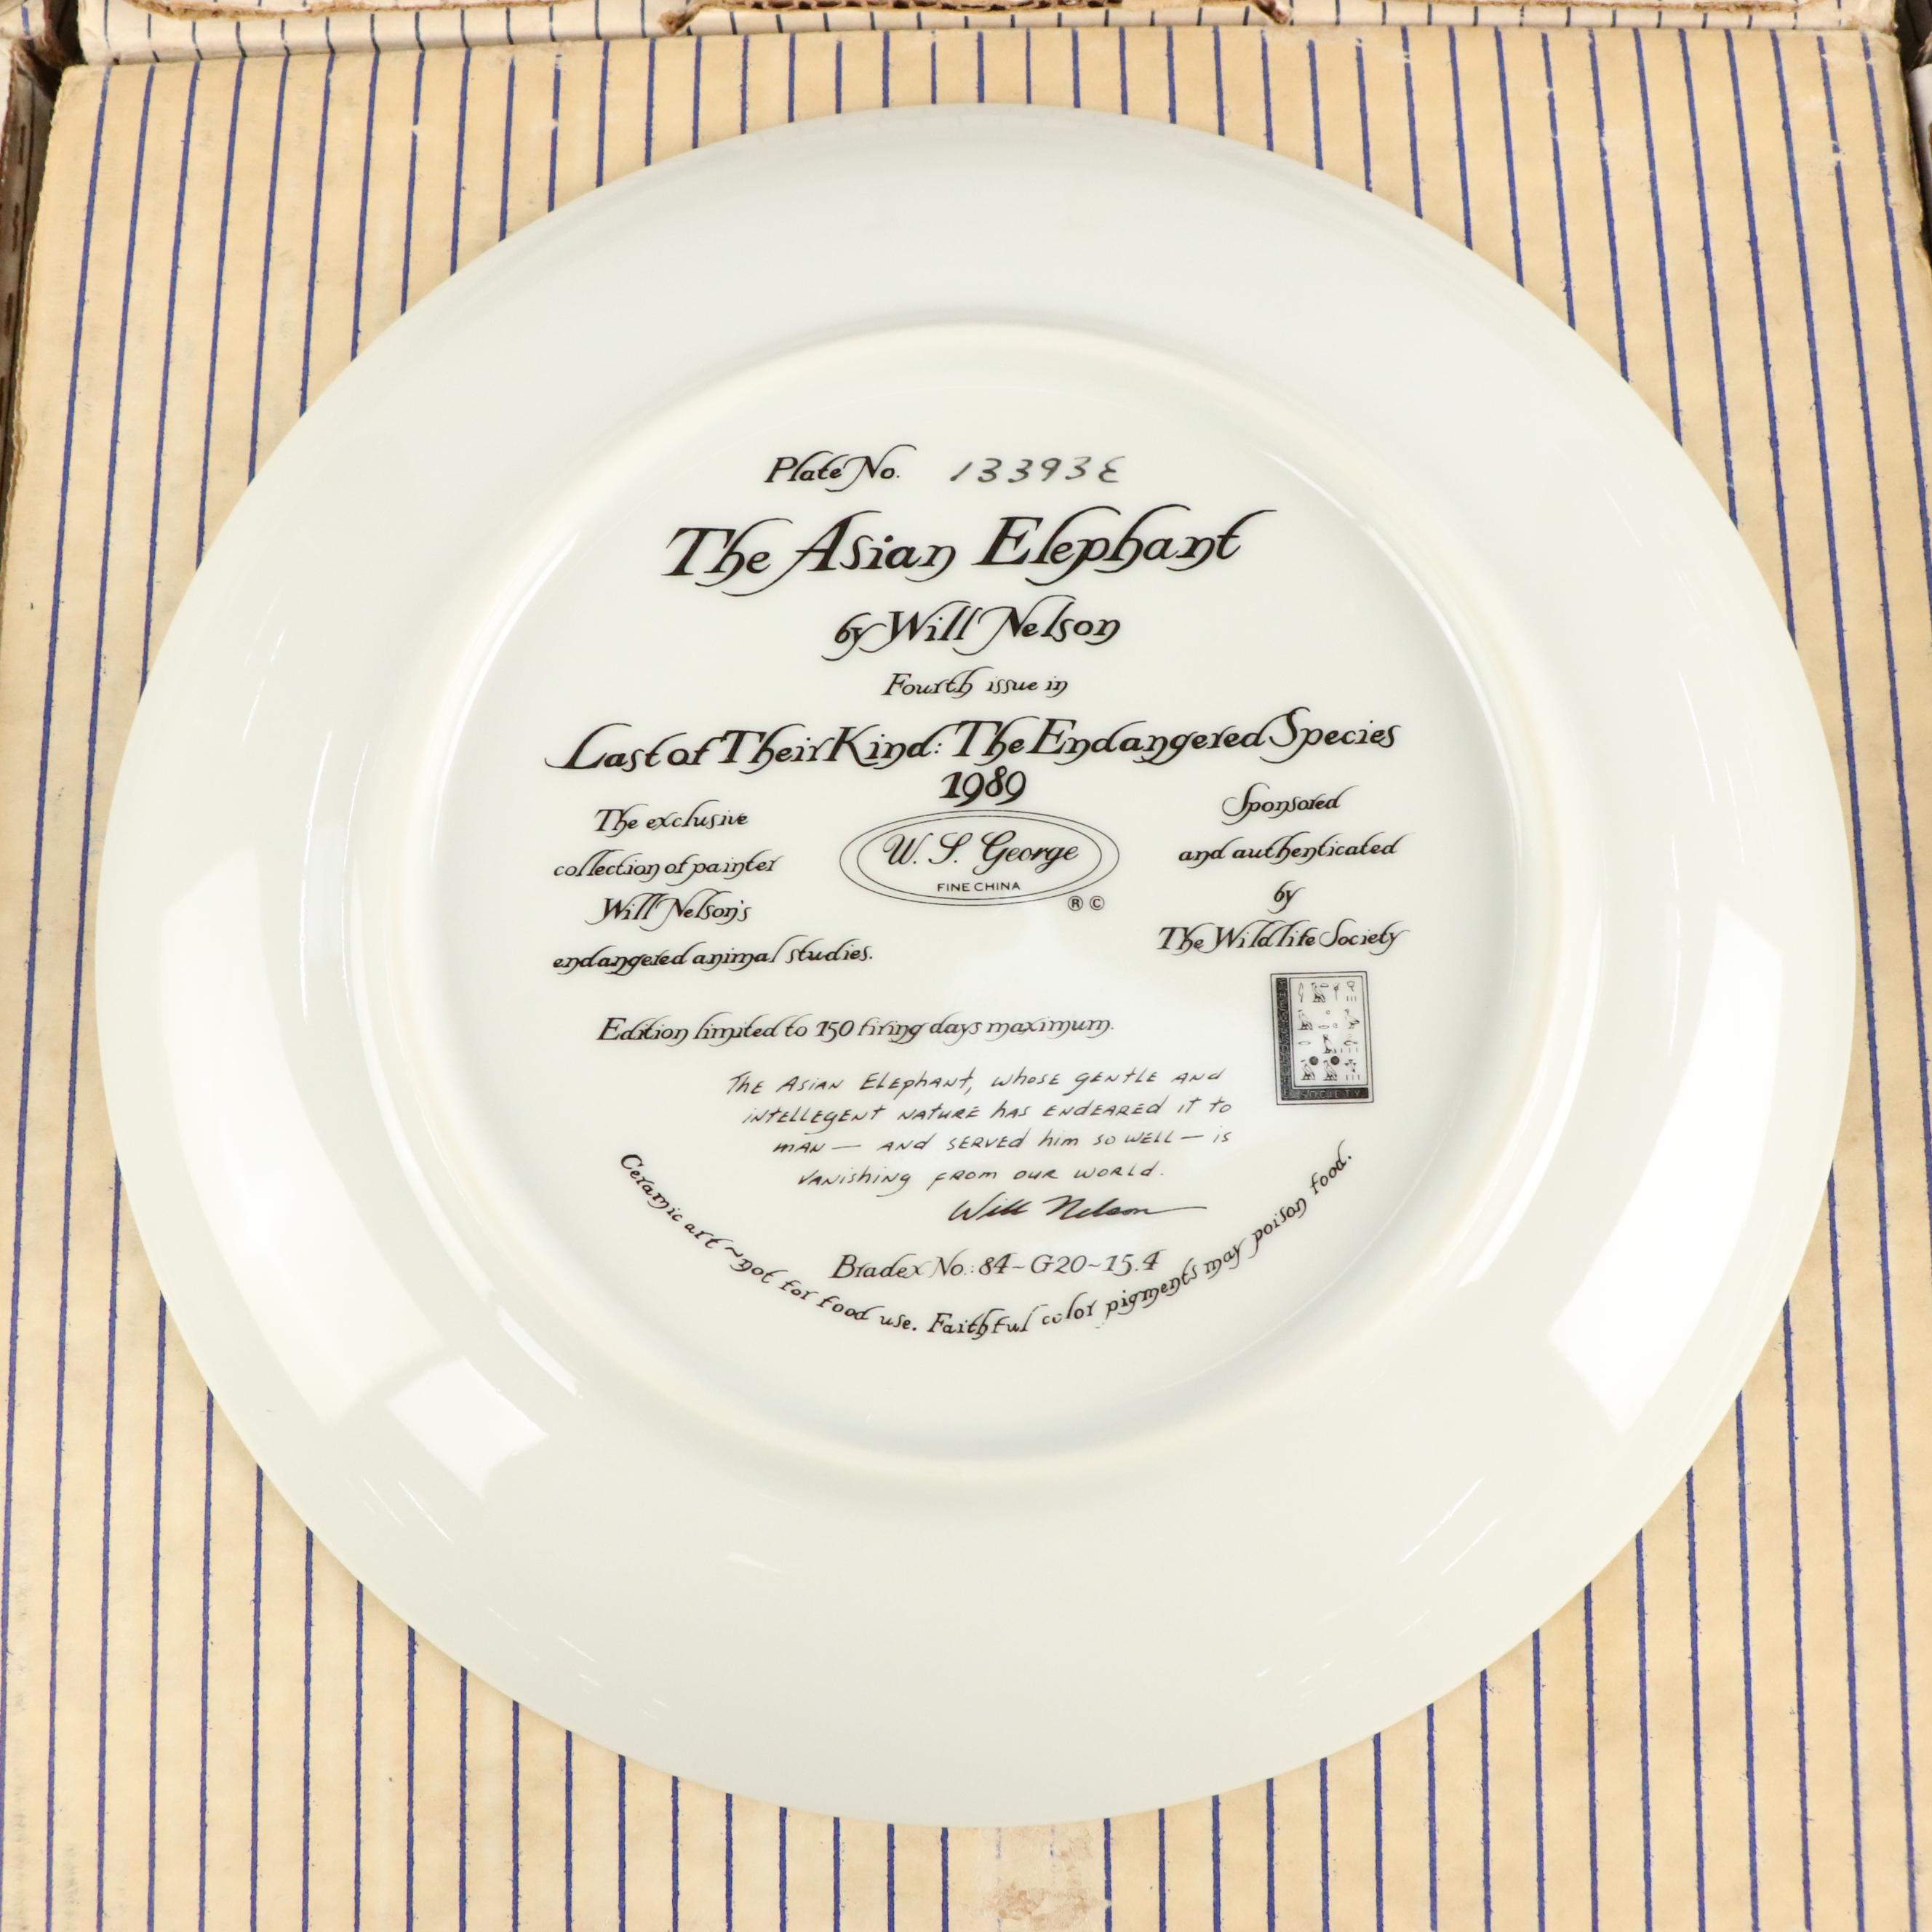 Plate No. 13393E
The Asian Elephant
by Will Nelson
Fourth issue in
Last of Their Kind: The Endangered Species
1989
The exclusive
collection of painter
Will Nelson's
endangered animal studies.
W. S. George
FINE CHINA
® ©
Sponsored
and authenticated
by
The Wildlife Society
SOCIETY
Edition limited to 150 firing days maximum.
The Asian Elephant, whose gentle and
intellegent nature has endeared it to
man — and served him so well — is
vanishing from our world.
Will Nelson
Bradex No.: 84-G20-15.4
Ceramic art ~ not for food use. Faithful color pigments may poison food.